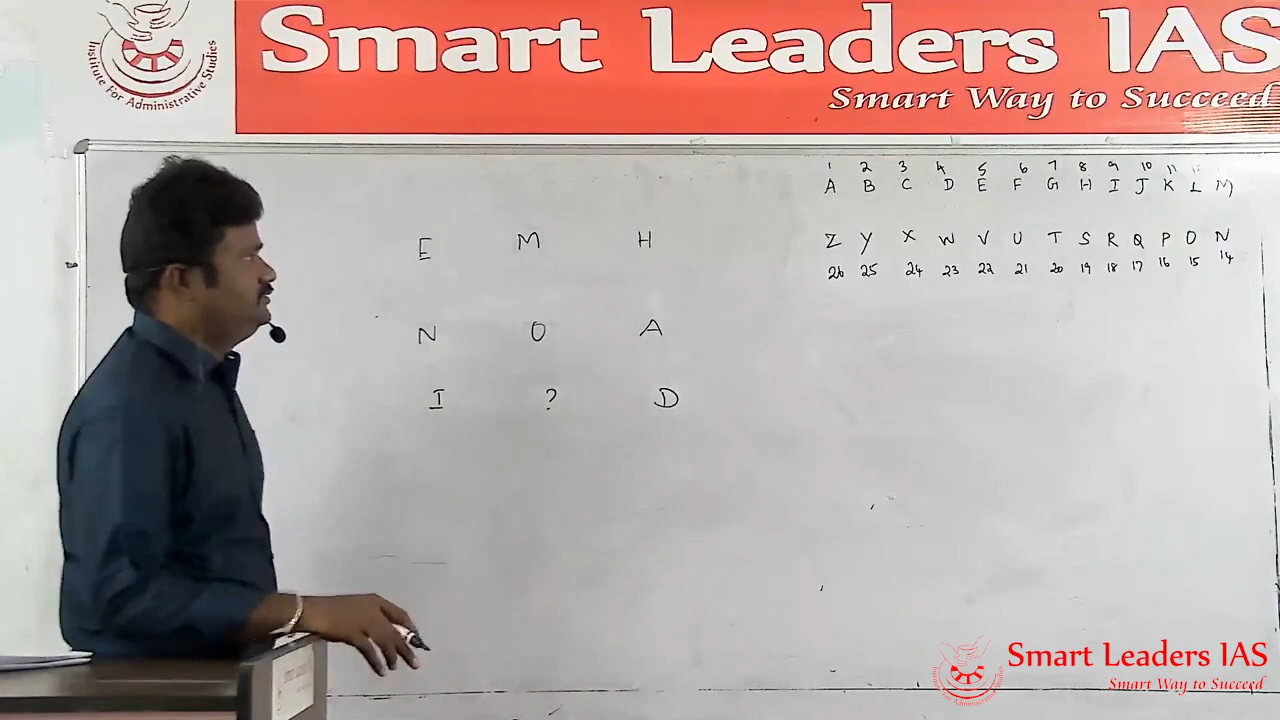 Smart Leaders IAS
Smart Way to Succeed
Institute For Administrative Studies
1 2 3 4 5 6 7 8 9 10 11
A B C D E F G H I J K L M
Z Y X W V U T S R Q P O N
26 25 24 23 22 21 20 19 18 17 16 15 14
E M H
N O A
I ? D
Smart Leaders IAS
Smart Way to Succeed